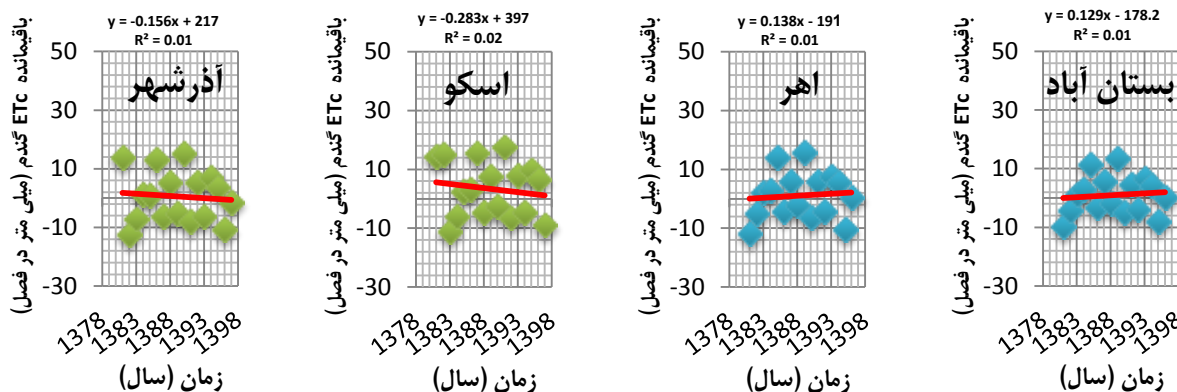 y = -0.156x + 217
R² = 0.01
آذرشهر
باقیمانده ETc گندم (میلی متر در فصل)
50
30
10
-10
-30
1378
1383
1388
1393
1398
زمان (سال)
y = -0.283x + 397
R² = 0.02
اسکو
باقیمانده ETc گندم (میلی متر در فصل)
50
30
10
-10
-30
1378
1383
1388
1393
1398
زمان (سال)
y = 0.138x - 191
R² = 0.01
اهر
باقیمانده ETc گندم (میلی متر در فصل)
50
30
10
-10
-30
1378
1383
1388
1393
1398
زمان (سال)
y = 0.129x - 178.2
R² = 0.01
بستان آباد
باقیمانده ETc گندم (میلی متر در فصل)
50
30
10
-10
-30
1378
1383
1388
1393
1398
زمان (سال)